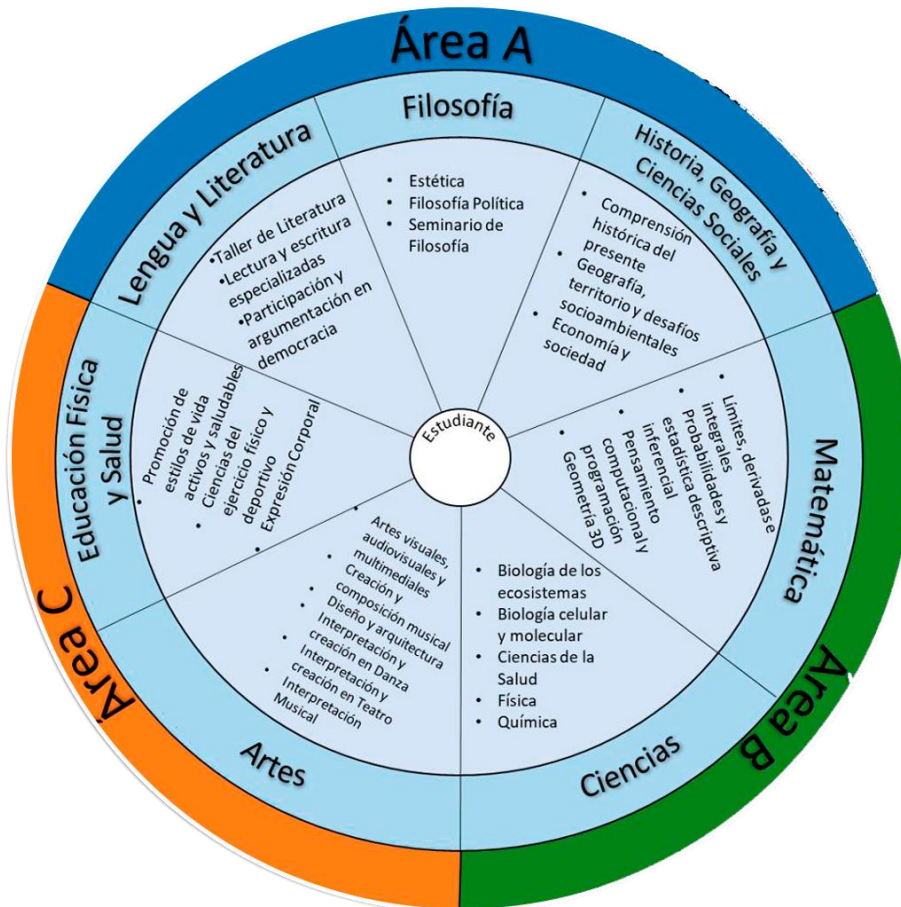 Área A
Lengua y Literatura
•Taller de Literatura
•Lectura y escritura
especializadas
•Participación y
argumentación en
democracia
Filosofía
• Estética
• Filosofía Política
• Seminario de
Filosofía
Historia, Geografía y
Ciencias Sociales
• Comprensión
histórica del
presente
• Geografía,
territorio y desafíos
socioambientales
• Economía y
sociedad
Área B
Matemática
• Límites, derivadas e
integrales
• Probabilidades y
estadística descriptiva
inferencial
• Pensamiento
computacional y
programación
• Geometría 3D
Ciencias
• Biología de los
ecosistemas
• Biología celular
y molecular
• Ciencias de la
Salud
• Física
• Química
Área C
Artes
• Artes visuales,
audiovisuales y
multimediales
• Creación y
composición musical
• Diseño y arquitectura
• Interpretación y
creación en Danza
• Interpretación y
creación en Teatro
• Interpretación
Musical
Educación Física
y Salud
• Promoción de
estilos de vida
activos y saludables
• Ciencias del
ejercicio físico y
deportivo
• Expresión Corporal
Estudiante